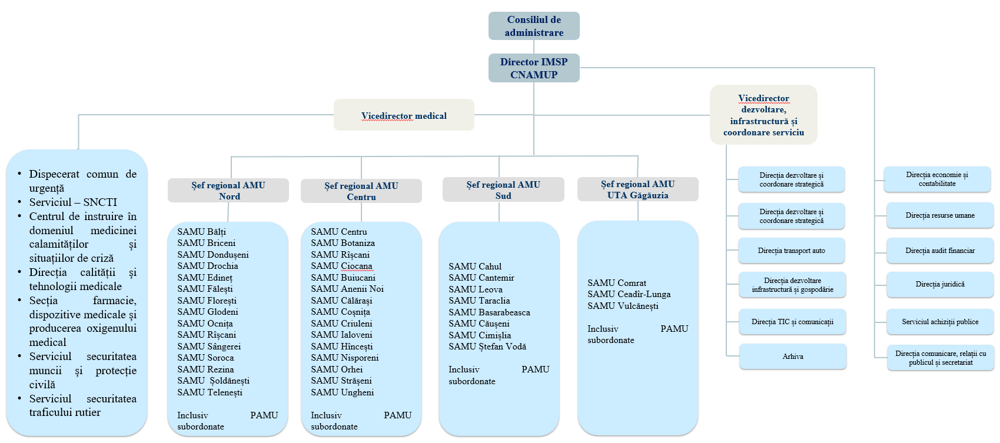 Consiliul de
administrare
Director IMSP
CNAMUP
Vicedirector medical
Vicedirector
dezvoltare,
infrastructură și
coordonare serviciu
• Dispecerat comun de
urgență
• Serviciul – SNCTI
• Centrul de instruire în
domeniul medicinei
calamităților și
situațiilor de criză
• Direcția calității și
tehnologii medicale
• Secția farmacie,
dispozitive medicale și
producerea oxigenului
medical
• Serviciul securitatea
muncii și protecție
civilă
• Serviciul securitatea
traficului rutier
Șef regional AMU
Nord
SAMU Bălți
SAMU Briceni
SAMU Dondușeni
SAMU Drochia
SAMU Edineț
SAMU Fălești
SAMU Florești
SAMU Glodeni
SAMU Ocnița
SAMU Rîșcani
SAMU Sângerei
SAMU Soroca
SAMU Rezina
SAMU Șoldănești
SAMU Telenești
Inclusiv PAMU
subordonate
Șef regional AMU
Centru
SAMU Centru
SAMU Botaniza
SAMU Rîșcani
SAMU Ciocana
SAMU Buiucani
SAMU Anenii Noi
SAMU Călărași
SAMU Coșnița
SAMU Criuleni
SAMU Ialoveni
SAMU Hîncești
SAMU Nisporeni
SAMU Orhei
SAMU Strășeni
SAMU Ungheni
Inclusiv PAMU
subordonate
Șef regional AMU
Sud
SAMU Cahul
SAMU Cantemir
SAMU Leova
SAMU Taraclia
SAMU Basarabeasca
SAMU Căușeni
SAMU Cimișlia
SAMU Ștefan Vodă
Inclusiv PAMU
subordonate
Șef regional AMU
UTA Găgăuzia
SAMU Comrat
SAMU Ceadîr-Lunga
SAMU Vulcănești
Inclusiv PAMU
subordonate
Direcția dezvoltare și
coordonare strategică
Direcția dezvoltare și
coordonare strategică
Direcția transport auto
Direcția dezvoltare
infrastructură și gospodărie
Direcția TIC și comunicații
Arhiva
Direcția economie și
contabilitate
Direcția resurse umane
Direcția audit financiar
Direcția juridică
Serviciul achiziții publice
Direcția comunicare, relații cu
publicul și secretariat